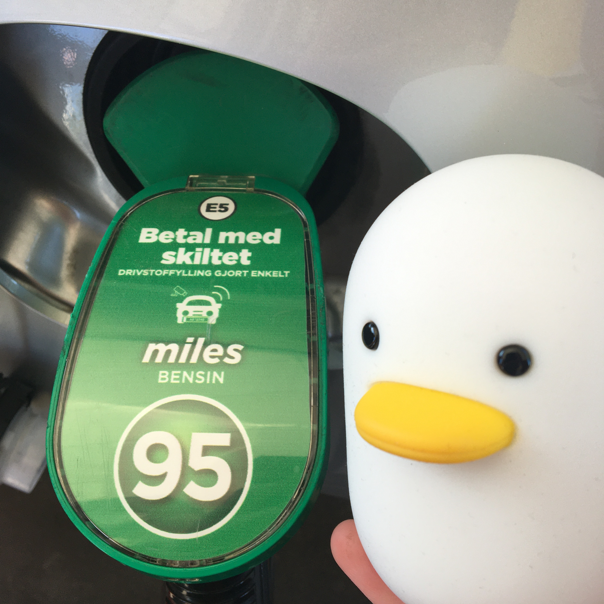 E5
Betal med
skiltet
DRIVSTOFFYLLING GJORT ENKELT
miles
BENSIN
95